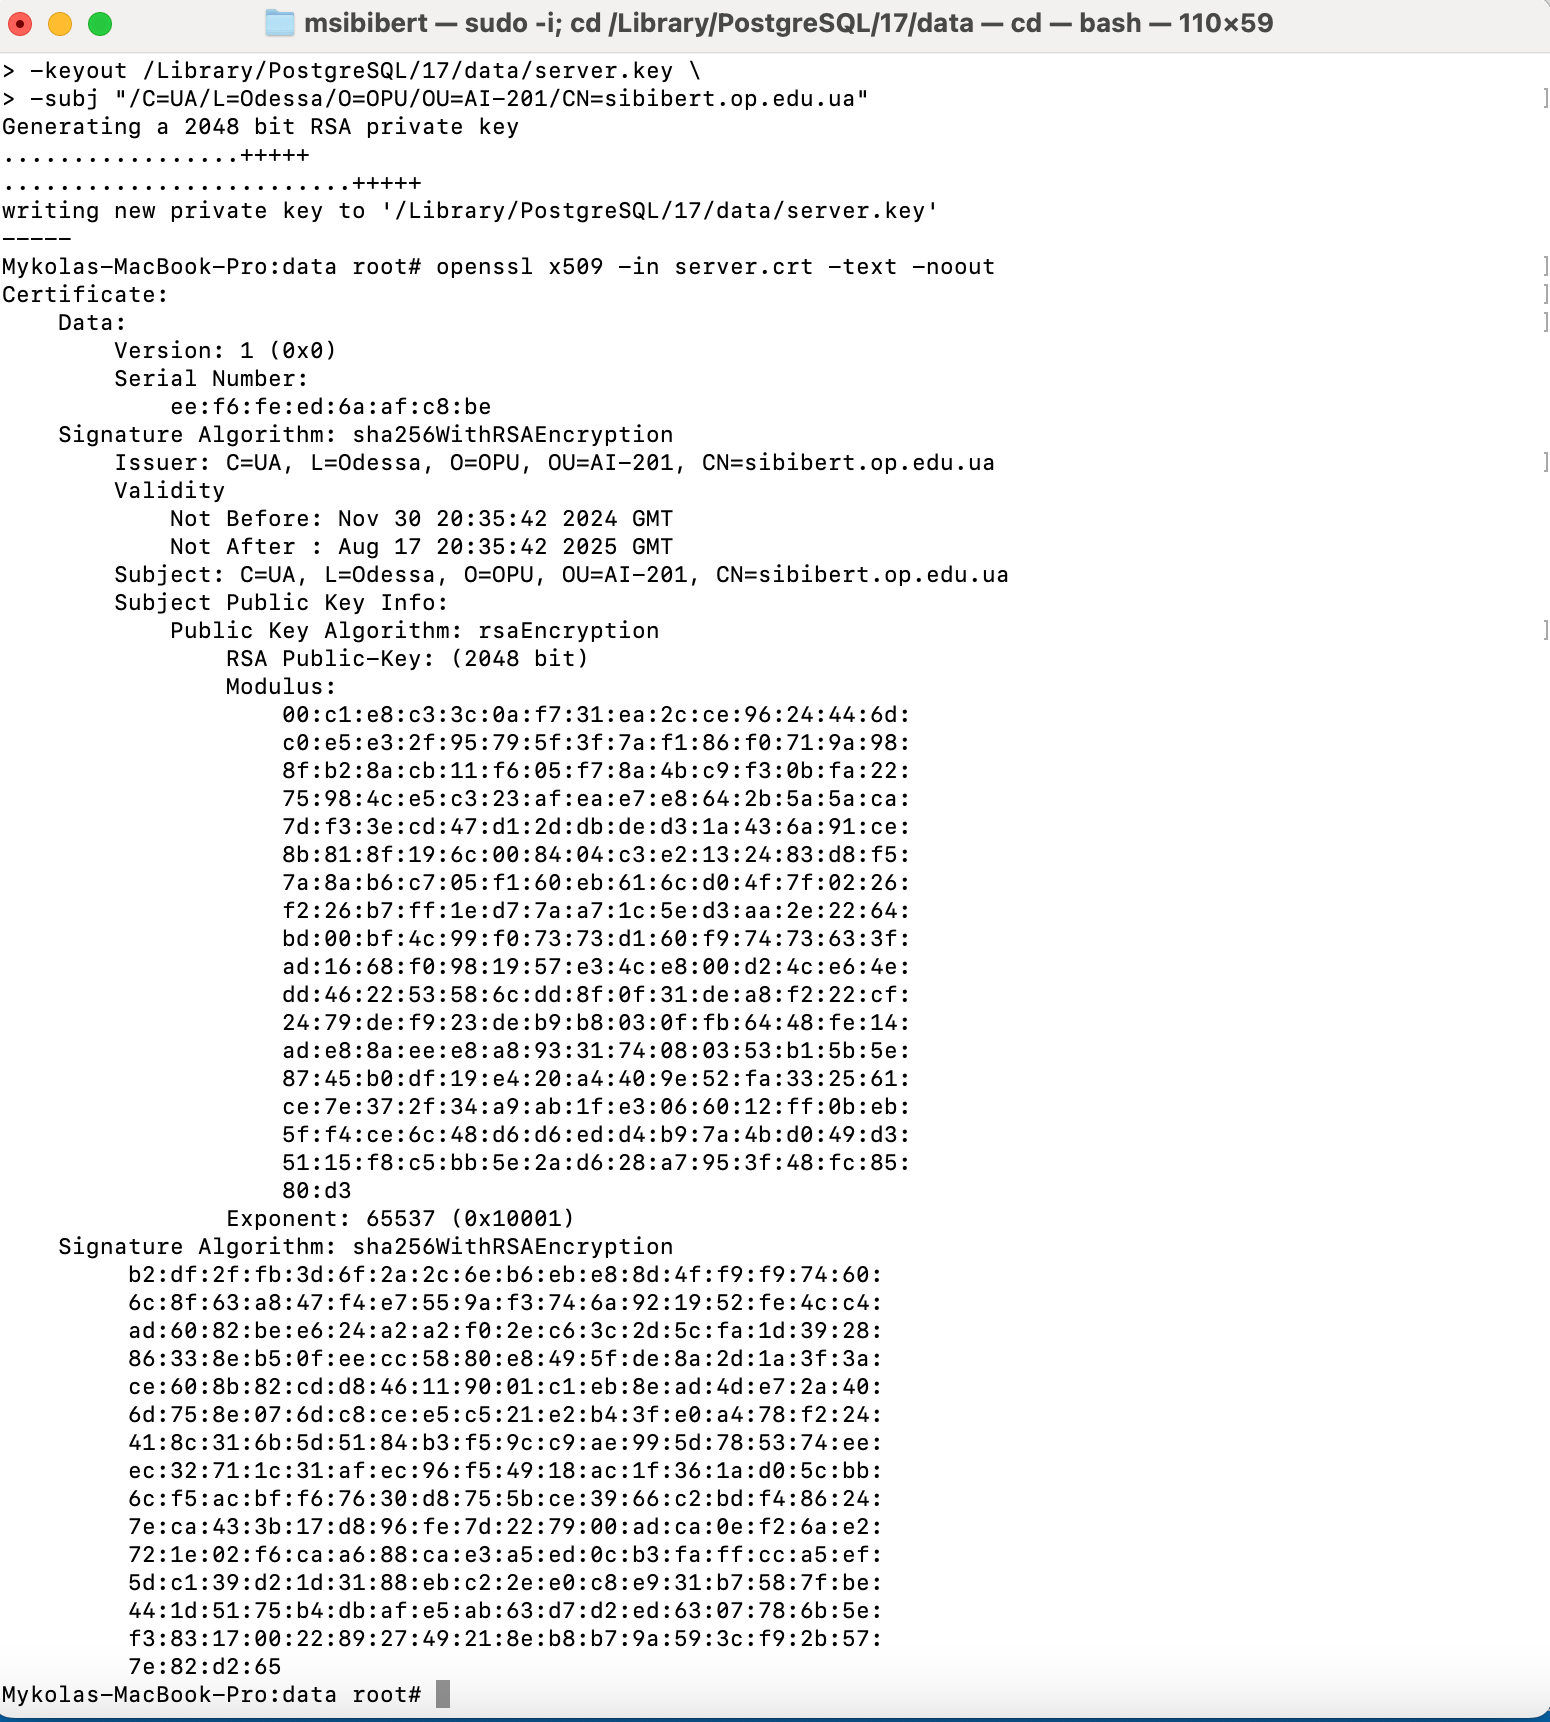 msibibert — sudo -i; cd /Library/PostgreSQL/17/data — cd — bash — 110×59
> -keyout /Library/PostgreSQL/17/data/server.key \
> -subj "/C=UA/L=Odessa/O=OPU/OU=AI-201/CN=sibibert.op.edu.ua"
Generating a 2048 bit RSA private key
.................+++++
.........................+++++
writing new private key to '/Library/PostgreSQL/17/data/server.key'
-----
Mykolas-MacBook-Pro:data root# openssl x509 -in server.crt -text -noout
Certificate:
    Data:
        Version: 1 (0x0)
        Serial Number:
            ee:f6:fe:ed:6a:af:c8:be
    Signature Algorithm: sha256WithRSAEncryption
        Issuer: C=UA, L=Odessa, O=OPU, OU=AI-201, CN=sibibert.op.edu.ua
        Validity
            Not Before: Nov 30 20:35:42 2024 GMT
            Not After : Aug 17 20:35:42 2025 GMT
        Subject: C=UA, L=Odessa, O=OPU, OU=AI-201, CN=sibibert.op.edu.ua
        Subject Public Key Info:
            Public Key Algorithm: rsaEncryption
                RSA Public-Key: (2048 bit)
                Modulus:
                    00:c1:e8:c3:3c:0a:f7:31:ea:2c:ce:96:24:44:6d:
                    c0:e5:e3:2f:95:79:5f:3f:7a:f1:86:f0:71:9a:98:
                    8f:b2:8a:cb:11:f6:05:f7:8a:4b:c9:f3:0b:fa:22:
                    75:98:4c:e5:c3:23:af:ea:e7:e8:64:2b:5a:5a:ca:
                    7d:f3:3e:cd:47:d1:2d:db:de:d3:1a:43:6a:91:ce:
                    8b:81:8f:19:6c:00:84:04:c3:e2:13:24:83:d8:f5:
                    7a:8a:b6:c7:05:f1:60:eb:61:6c:d0:4f:7f:02:26:
                    f2:26:b7:ff:1e:d7:7a:a7:1c:5e:d3:aa:2e:22:64:
                    bd:00:bf:4c:99:f0:73:73:d1:60:f9:74:73:63:3f:
                    ad:16:68:f0:98:19:57:e3:4c:e8:00:d2:4c:e6:4e:
                    dd:46:22:53:58:6c:dd:8f:0f:31:de:a8:f2:22:cf:
                    24:79:de:f9:23:de:b9:b8:03:0f:fb:64:48:fe:14:
                    ad:e8:8a:ee:e8:a8:93:31:74:08:03:53:b1:5b:5e:
                    87:45:b0:df:19:e4:20:a4:40:9e:52:fa:33:25:61:
                    ce:7e:37:2f:34:a9:ab:1f:e3:06:60:12:ff:0b:eb:
                    5f:f4:ce:6c:48:d6:d6:ed:d4:b9:7a:4b:d0:49:d3:
                    51:15:f8:c5:bb:5e:2a:d6:28:a7:95:3f:48:fc:85:
                    80:d3
                Exponent: 65537 (0x10001)
    Signature Algorithm: sha256WithRSAEncryption
         b2:df:2f:fb:3d:6f:2a:2c:6e:b6:eb:e8:8d:4f:f9:f9:74:60:
         6c:8f:63:a8:47:f4:e7:55:9a:f3:74:6a:92:19:52:fe:4c:c4:
         ad:60:82:be:e6:24:a2:a2:f0:2e:c6:3c:2d:5c:fa:1d:39:28:
         86:33:8e:b5:0f:ee:cc:58:80:e8:49:5f:de:8a:2d:1a:3f:3a:
         ce:60:8b:82:cd:d8:46:11:90:01:c1:eb:8e:ad:4d:e7:2a:40:
         6d:75:8e:07:6d:c8:ce:e5:c5:21:e2:b4:3f:e0:a4:78:f2:24:
         41:8c:31:6b:5d:51:84:b3:f5:9c:c9:ae:99:5d:78:53:74:ee:
         ec:32:71:1c:31:af:ec:96:f5:49:18:ac:1f:36:1a:d0:5c:bb:
         6c:f5:ac:bf:f6:76:30:d8:75:5b:ce:39:66:c2:bd:f4:86:24:
         7e:ca:43:3b:17:d8:96:fe:7d:22:79:00:ad:ca:0e:f2:6a:e2:
         72:1e:02:f6:ca:a6:88:ca:e3:a5:ed:0c:b3:fa:ff:cc:a5:ef:
         5d:c1:39:d2:1d:31:88:eb:c2:2e:e0:c8:e9:31:b7:58:7f:be:
         44:1d:51:75:b4:db:af:e5:ab:63:d7:d2:ed:63:07:78:6b:5e:
         f3:83:17:00:22:89:27:49:21:8e:b8:b7:9a:59:3c:f9:2b:57:
         7e:82:d2:65
Mykolas-MacBook-Pro:data root#